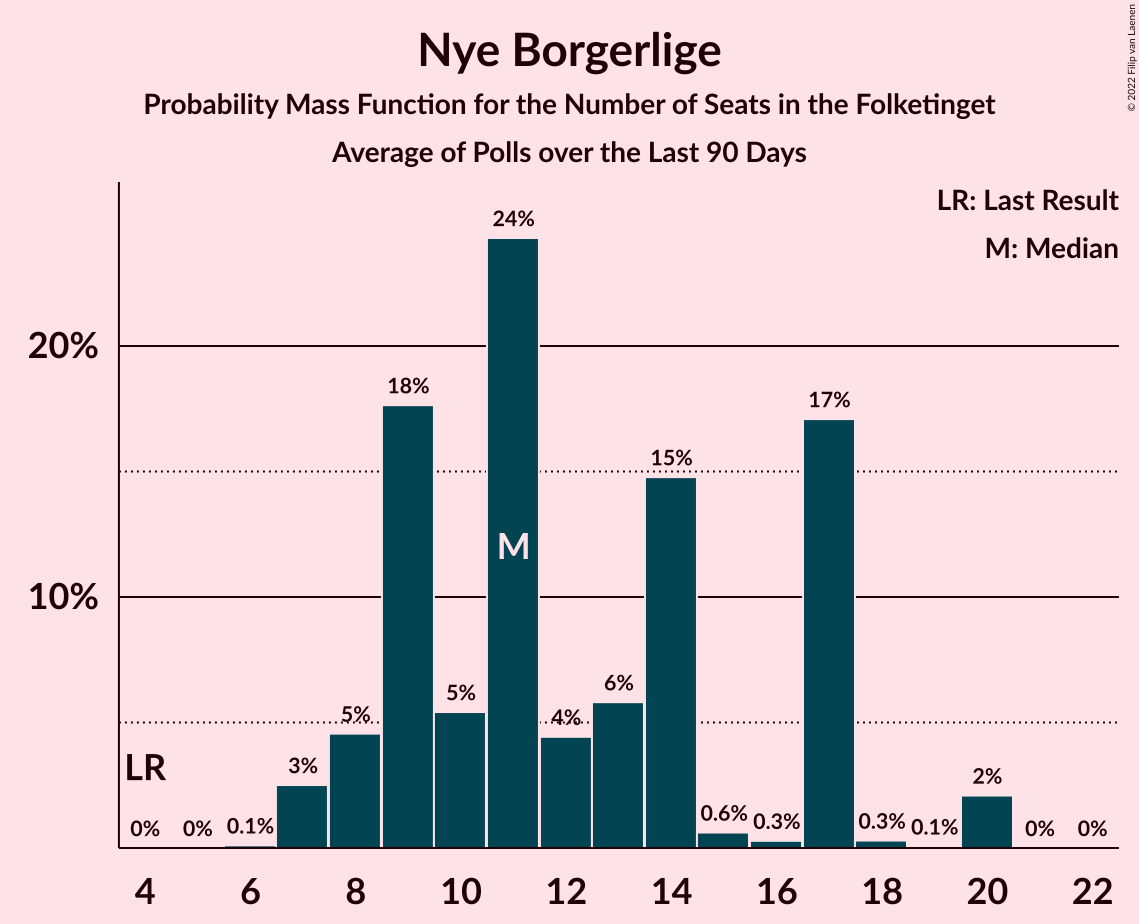 Nye Borgerlige
Probability Mass Function for the Number of Seats in the Folketinget
Average of Polls over the Last 90 Days
© 2022 Filip van Laenen
LR: Last Result
M: Median
24%
20%
18%
17%
15%
M
10%
6%
5%
5%
4%
LR
3%
2%
0.6%
0.3%
0.3%
0.1%
0.1%
0%
0%
0%
0%
4 6 8 10 12 14 16 18 20 22